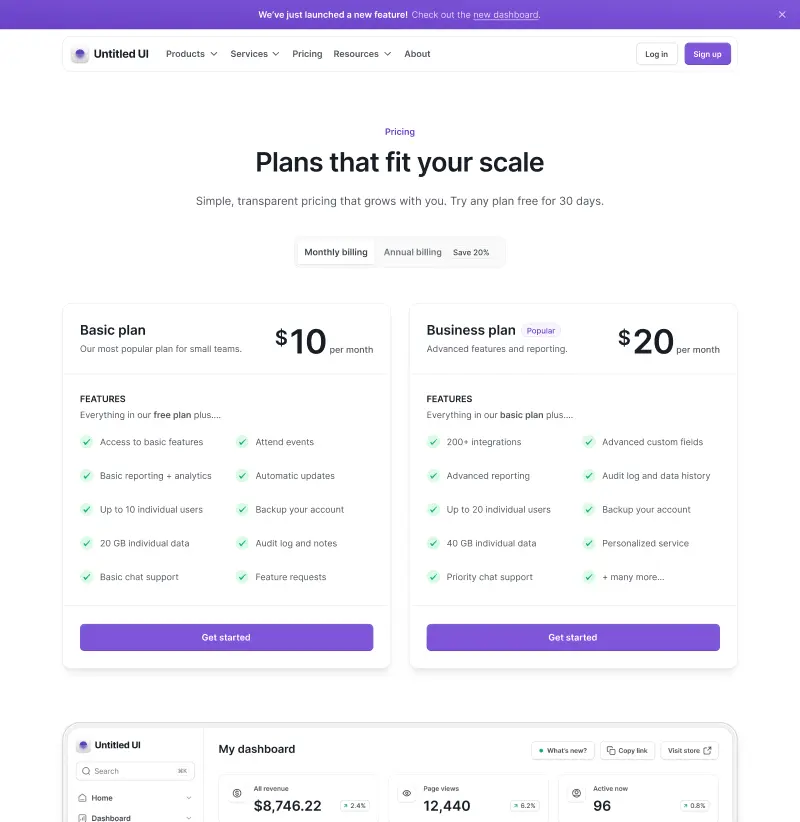 We've just launched a new feature! Check out the new dashboard.
Untitled UI Products Services Pricing Resources About Log in Sign up
Pricing
Plans that fit your scale
Simple, transparent pricing that grows with you. Try any plan free for 30 days.
Monthly billing Annual billing Save 20%
Basic plan
Our most popular plan for small teams.
$10 per month
FEATURES
Everything in our free plan plus....
Access to basic features
Attend events
Basic reporting + analytics
Automatic updates
Up to 10 individual users
Backup your account
20 GB individual data
Audit log and notes
Basic chat support
Feature requests
Get started
Business plan Popular
Advanced features and reporting.
$20 per month
FEATURES
Everything in our basic plan plus....
200+ integrations
Advanced custom fields
Advanced reporting
Audit log and data history
Up to 20 individual users
Backup your account
40 GB individual data
Personalized service
Priority chat support
+ many more...
Get started
Untitled UI
Search ⌘K
Home
Dashboard
My dashboard
What's new? Copy link Visit store
All revenue
$8,746.22 2.4%
Page views
12,440 6.2%
Active now
96 0.8%